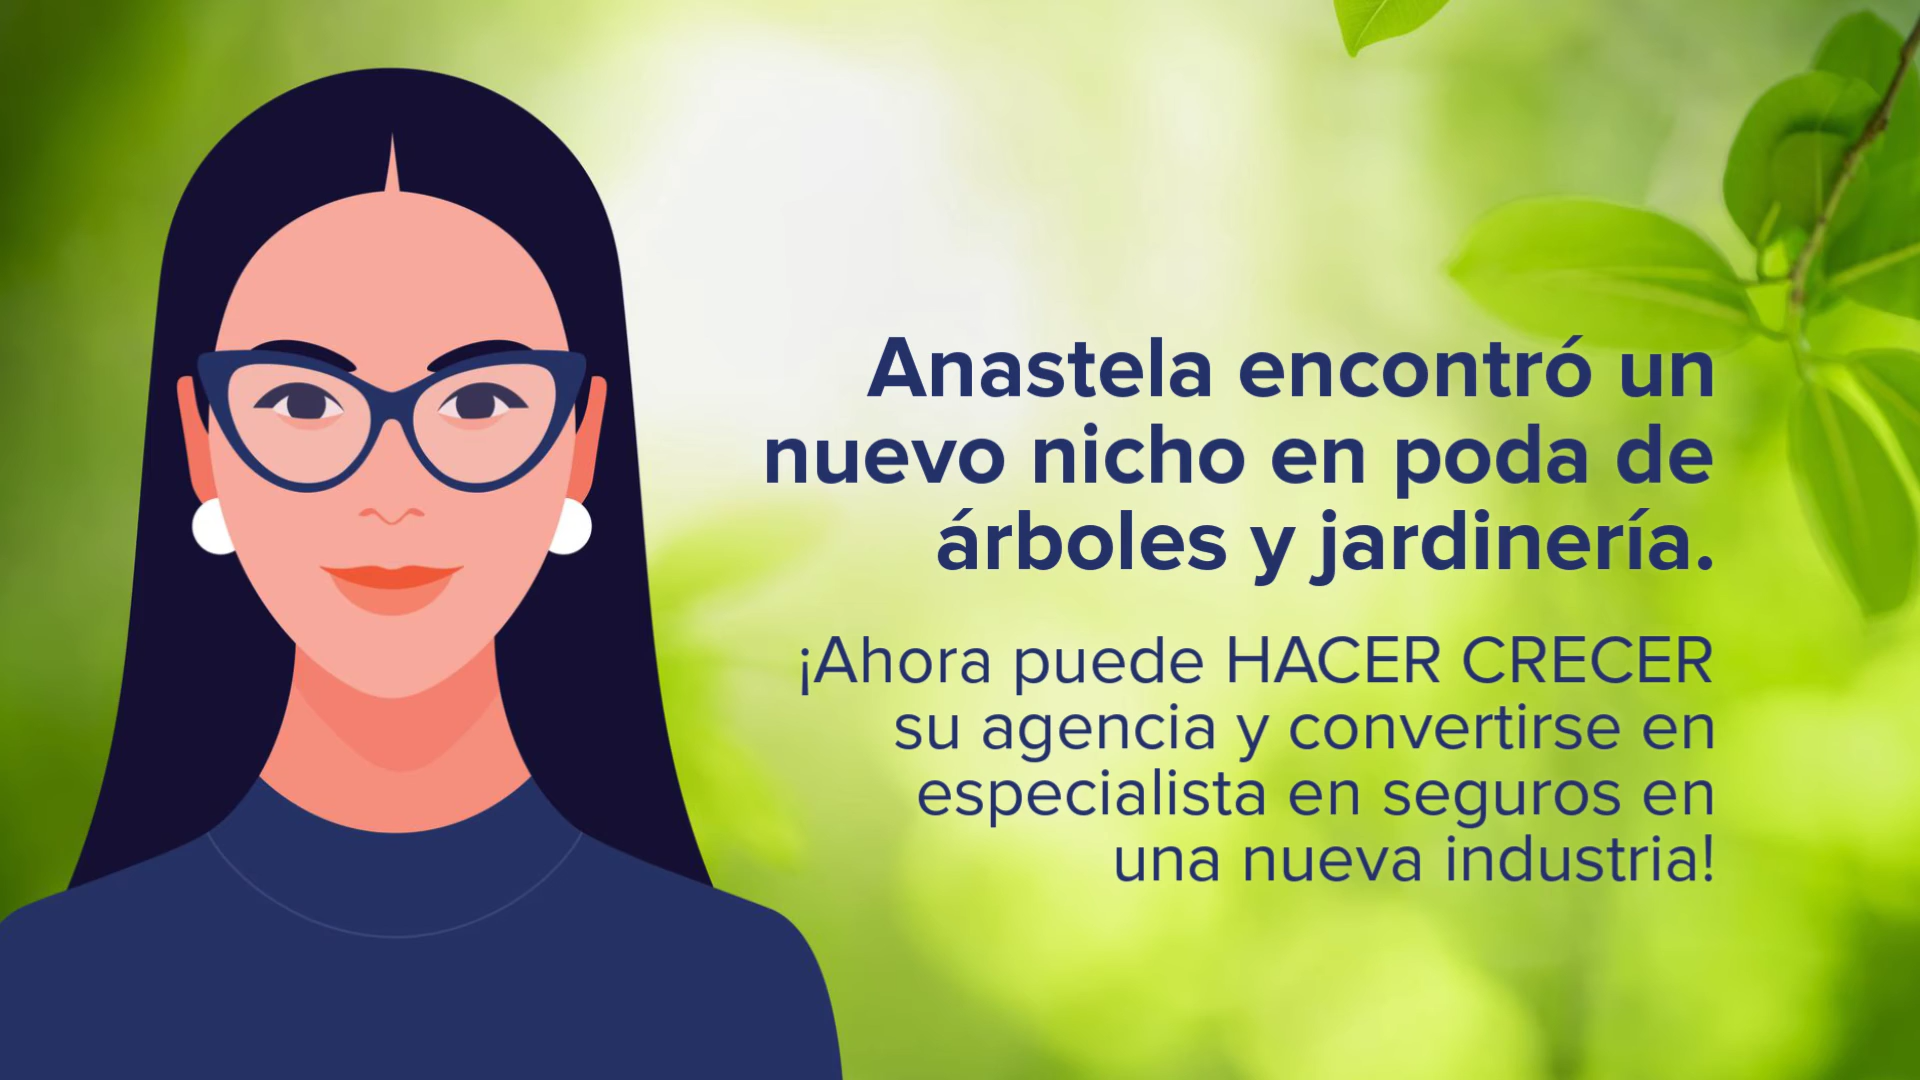 Anastela encontró un
nuevo nicho en poda de
árboles y jardinería.
¡Ahora puede HACER CRECER
su agencia y convertirse en
especialista en seguros en
una nueva industria!